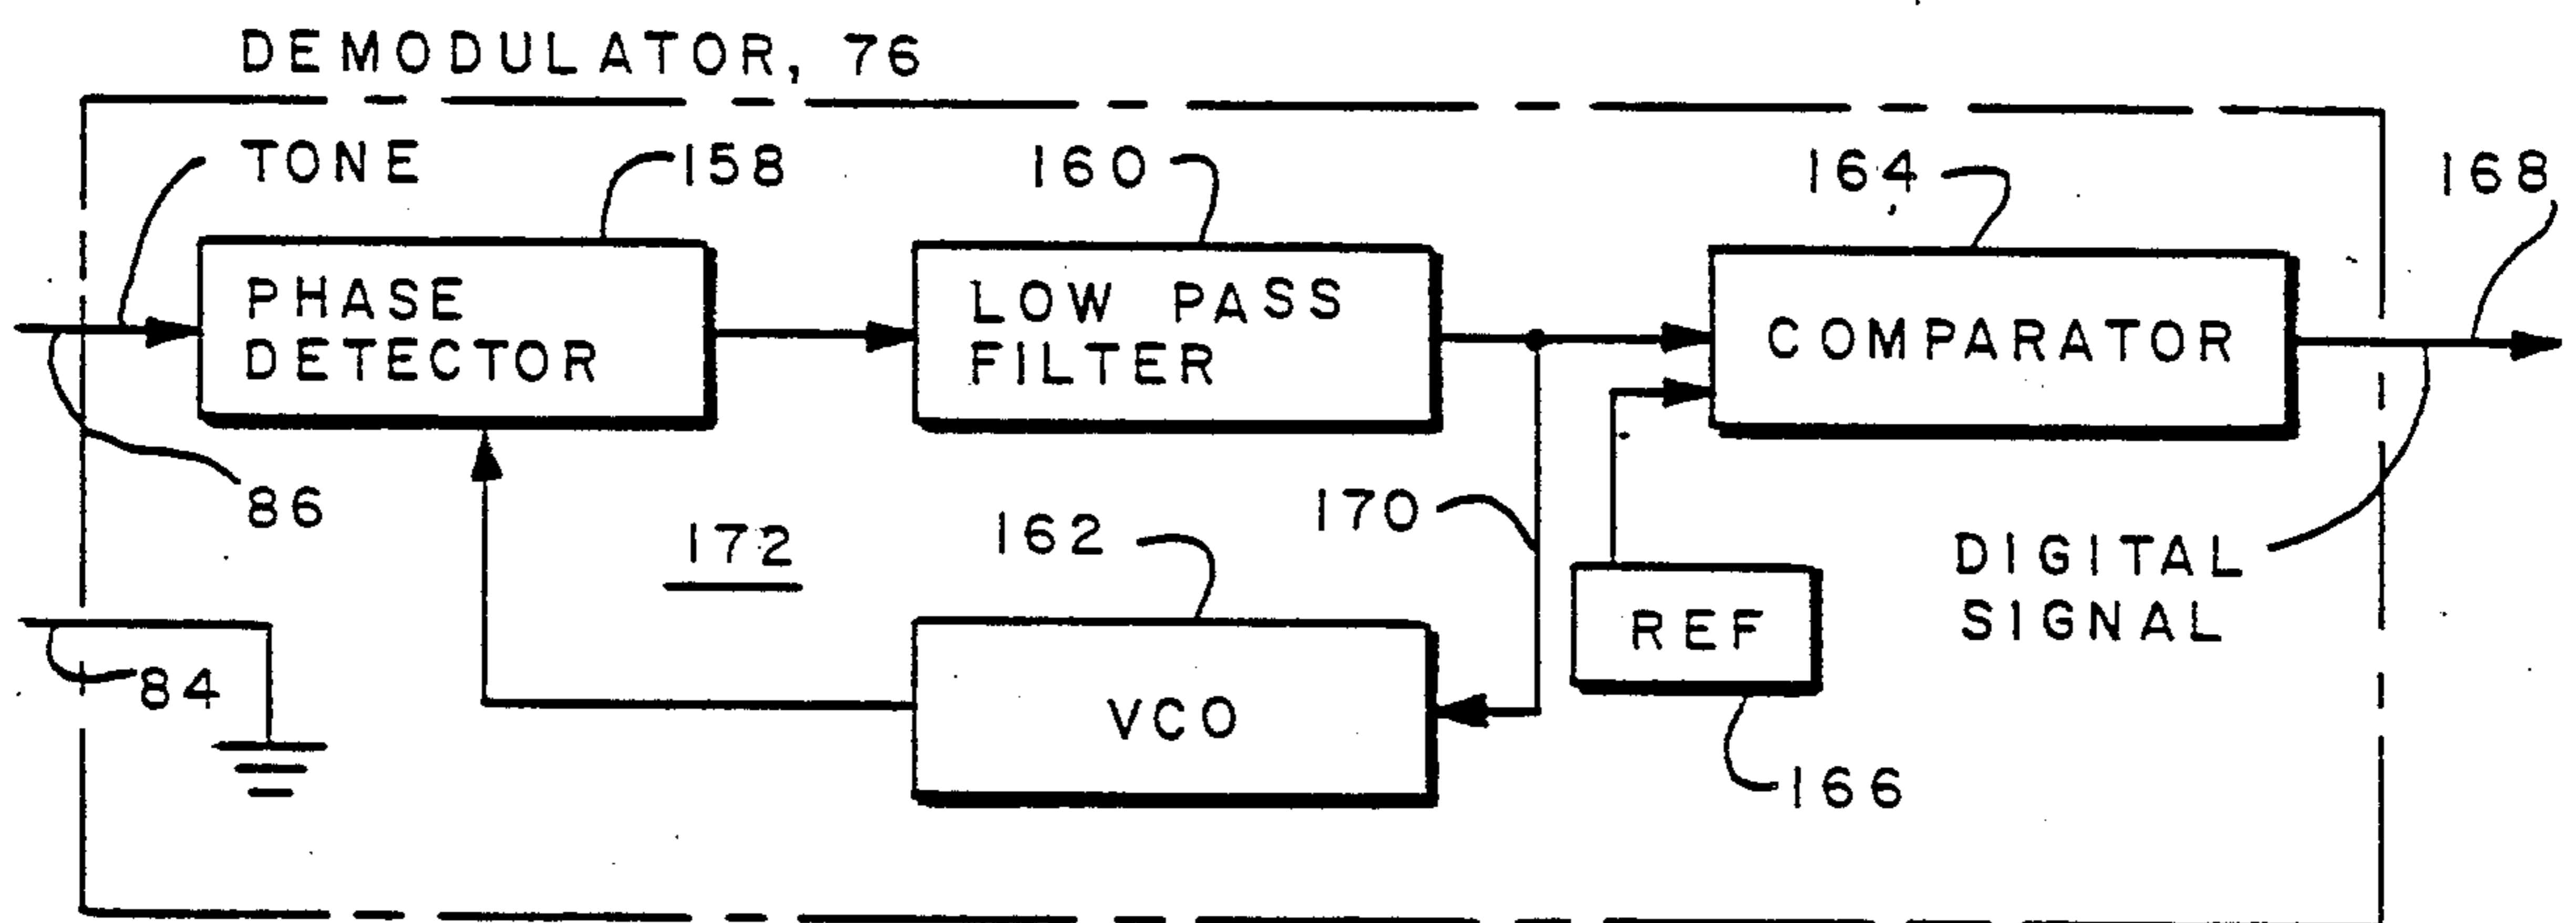 DEMODULATOR, 76
TONE
158
160
164
168
PHASE
DETECTOR
LOW PASS
FILTER
COMPARATOR
86
172
162
170
DIGITAL
SIGNAL
REF
84
VCO
166